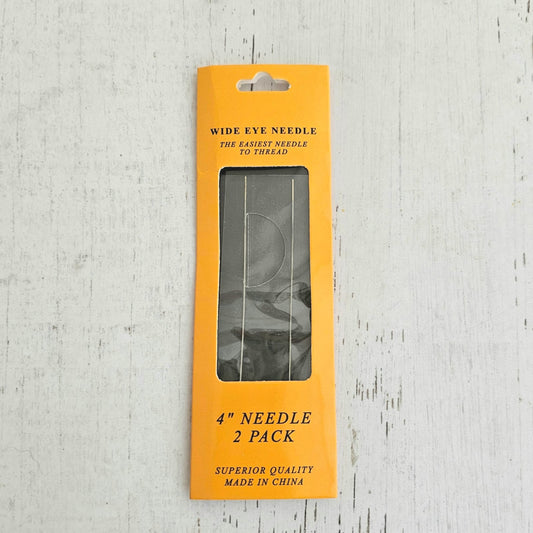 WIDE EYE NEEDLE
THE EASIEST NEEDLE
TO THREAD
4" NEEDLE
2 PACK
SUPERIOR QUALITY
MADE IN CHINA